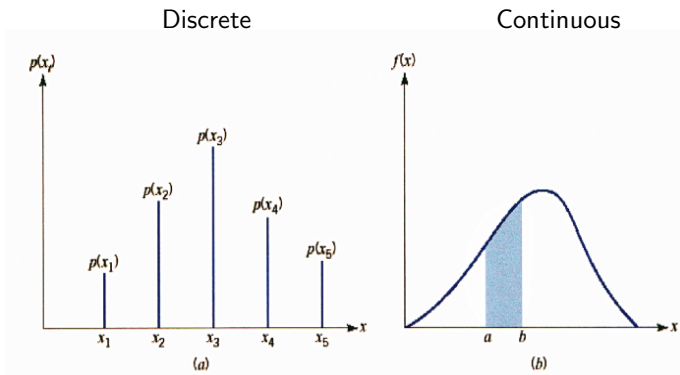 Discrete
Continuous
p(xᵢ)
f(x)
p(x₃)
p(x₂)
p(x₄)
p(x₁)
p(x₅)
x₁ x₂ x₃ x₄ x₅ x
a b x
(a)
(b)